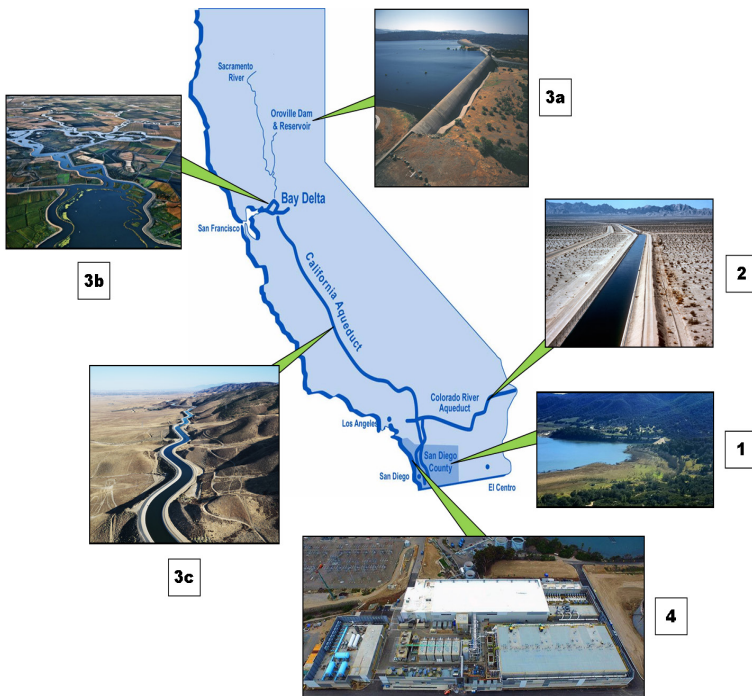 Sacramento
River
Oroville Dam
& Reservoir
3a
Bay Delta
San Francisco
3b
2
California Aqueduct
Colorado River
Aqueduct
Los Angeles
1
San Diego
County
San Diego
El Centro
3c
4